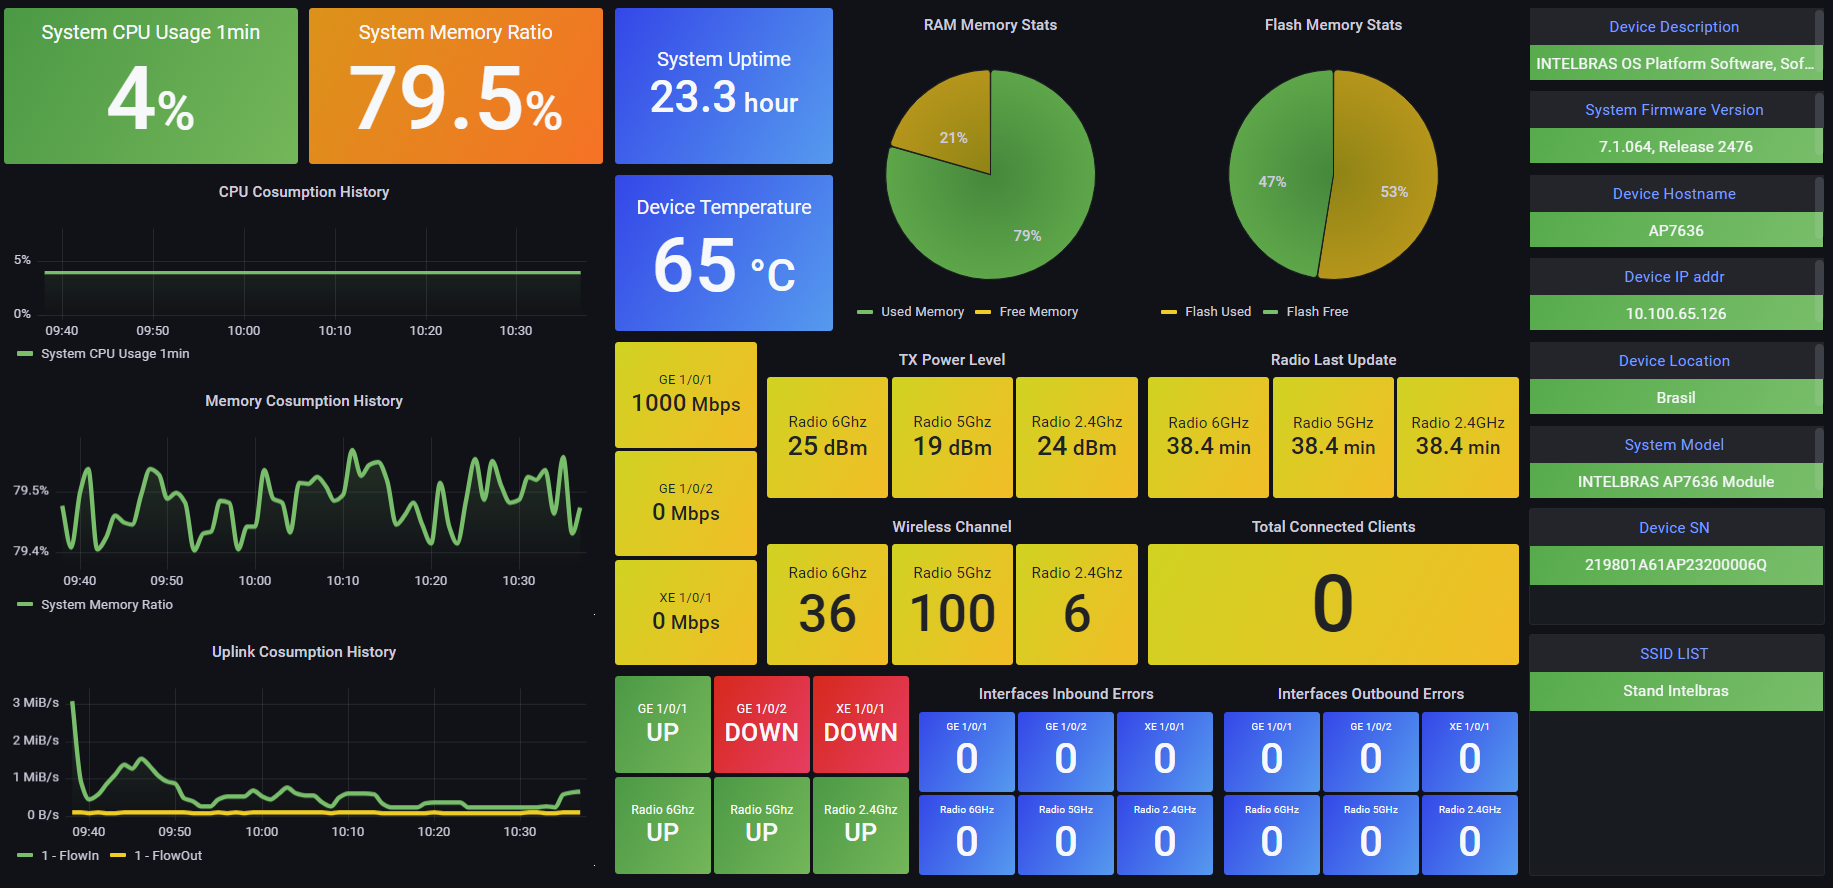 System CPU Usage 1min
4%
System Memory Ratio
79.5%
System Uptime
23.3 hour
Device Temperature
65 °C
CPU Cosumption History
5%
0%
09:40 09:50 10:00 10:10 10:20 10:30
System CPU Usage 1min
Memory Cosumption History
79.5%
79.4%
09:40 09:50 10:00 10:10 10:20 10:30
System Memory Ratio
Uplink Cosumption History
3 MiB/s
2 MiB/s
1 MiB/s
0 B/s
09:40 09:50 10:00 10:10 10:20 10:30
1 - FlowIn 1 - FlowOut
RAM Memory Stats
21%
79%
Used Memory Free Memory
Flash Memory Stats
47%
53%
Flash Used Flash Free
GE 1/0/1
1000 Mbps
GE 1/0/2
0 Mbps
XE 1/0/1
0 Mbps
TX Power Level
Radio 6Ghz Radio 5Ghz Radio 2.4Ghz
25 dBm 19 dBm 24 dBm
Radio Last Update
Radio 6GHz Radio 5GHz Radio 2.4GHz
38.4 min 38.4 min 38.4 min
Wireless Channel
Radio 6Ghz Radio 5Ghz Radio 2.4Ghz
36 100 6
Total Connected Clients
0
GE 1/0/1 GE 1/0/2 XE 1/0/1
UP DOWN DOWN
Radio 6Ghz Radio 5Ghz Radio 2.4Ghz
UP UP UP
Interfaces Inbound Errors
GE 1/0/1 GE 1/0/2 XE 1/0/1
0 0 0
Radio 6GHz Radio 5GHz Radio 2.4GHz
0 0 0
Interfaces Outbound Errors
GE 1/0/1 GE 1/0/2 XE 1/0/1
0 0 0
Radio 6GHz Radio 5GHz Radio 2.4GHz
0 0 0
Device Description
INTELBRAS OS Platform Software, Sof...
System Firmware Version
7.1.064, Release 2476
Device Hostname
AP7636
Device IP addr
10.100.65.126
Device Location
Brasil
System Model
INTELBRAS AP7636 Module
Device SN
219801A61AP23200006Q
SSID LIST
Stand Intelbras